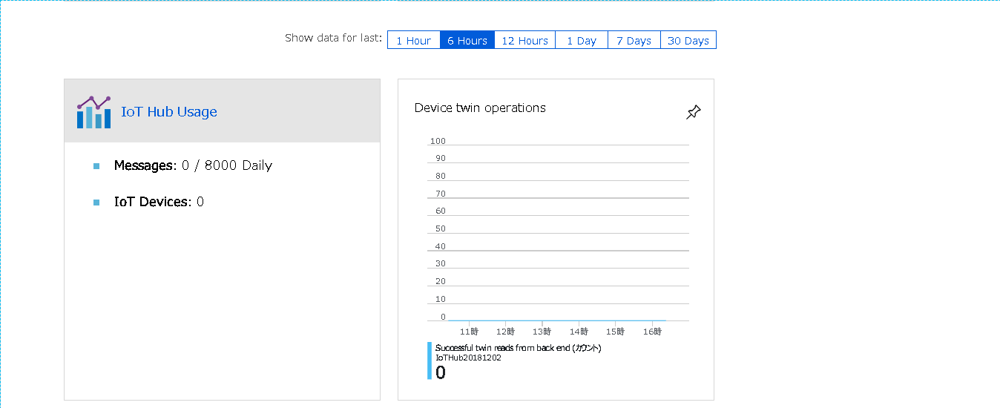 Show data for last: 1 Hour 6 Hours 12 Hours 1 Day 7 Days 30 Days
IoT Hub Usage
Messages: 0 / 8000 Daily
IoT Devices: 0
Device twin operations
100
90
80
70
60
50
40
30
20
10
0
11時 12時 13時 14時 15時 16時
Successful twin reads from back end (カウント)
IoTHub20181202
0